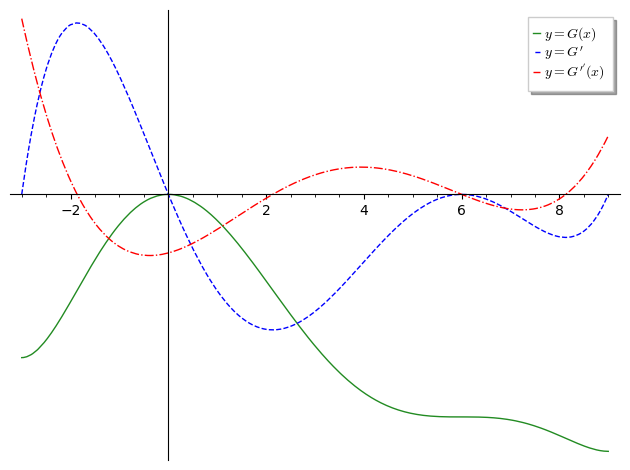 y = G(x)
y = G′
y = G′′(x)
−2
2
4
6
8